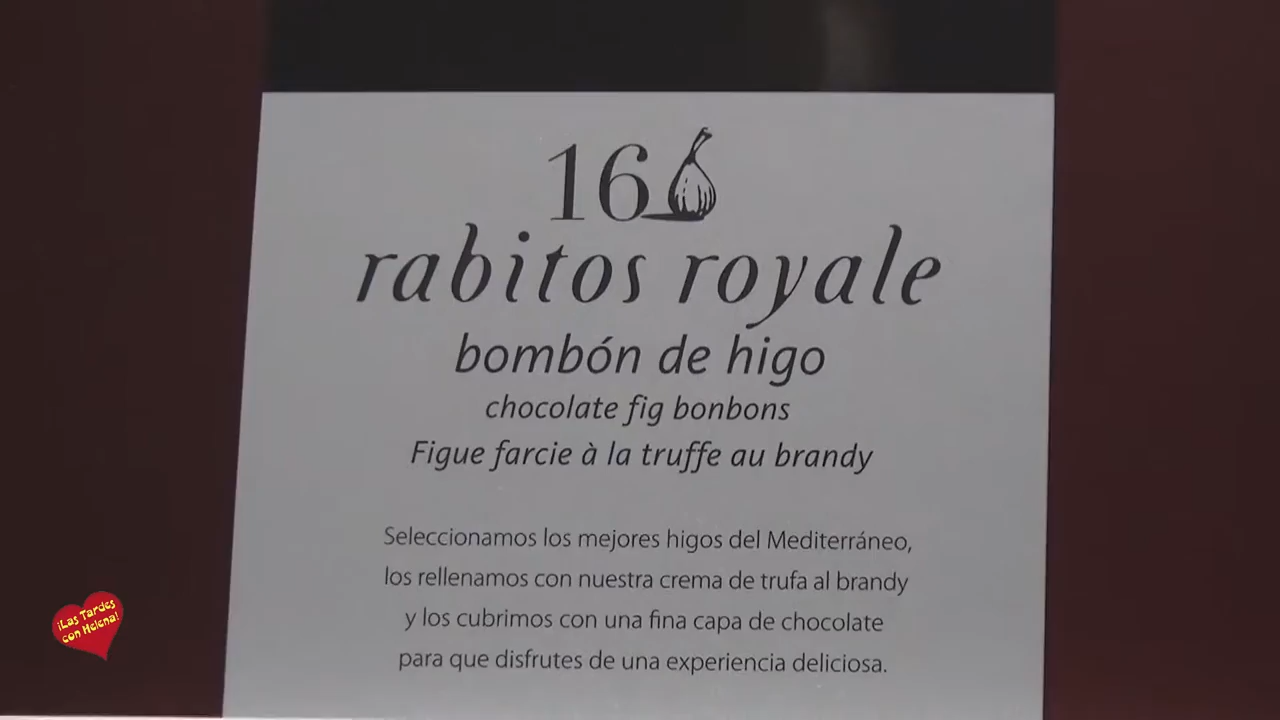 16
rabitos royale
bombón de higo
chocolate fig bonbons
Figue farcie à la truffe au brandy
Seleccionamos los mejores higos del Mediterráneo,
los rellenamos con nuestra crema de trufa al brandy
y los cubrimos con una fina capa de chocolate
para que disfrutes de una experiencia deliciosa.
¡Las Tardes
con Helena!